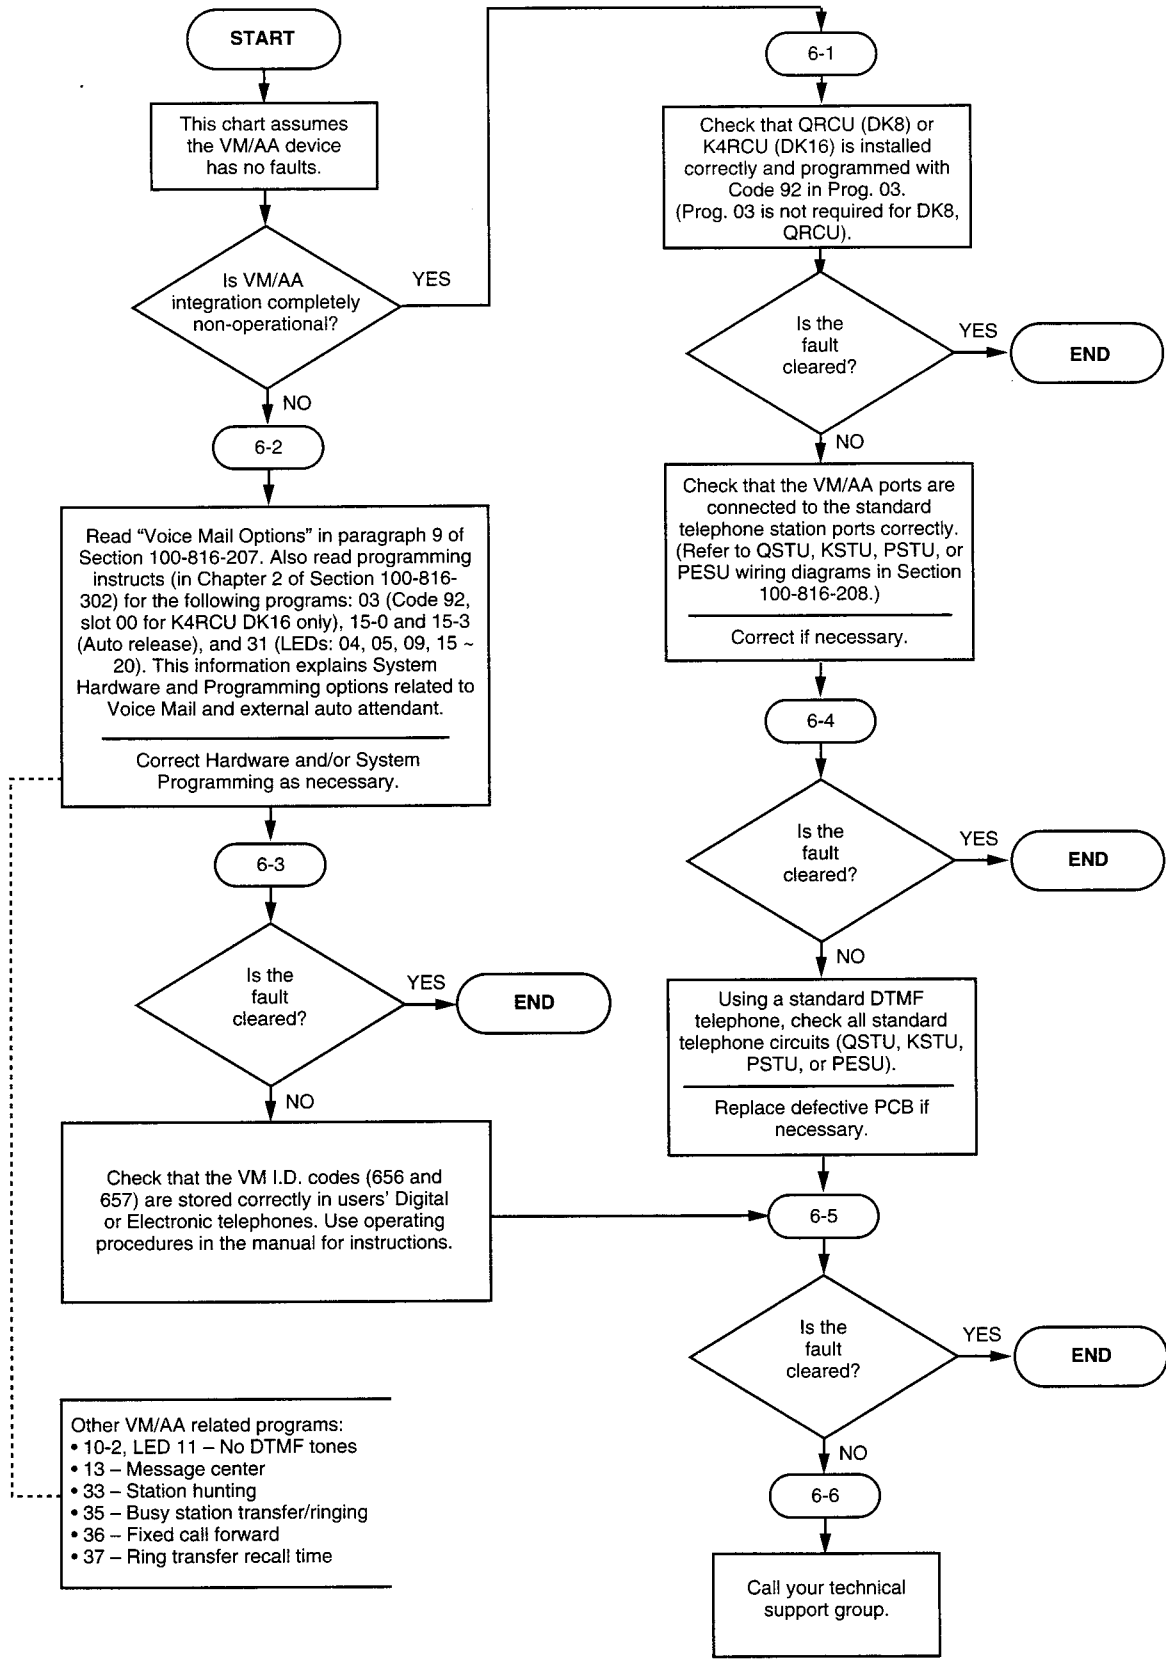 START
This chart assumes
the VM/AA device
has no faults.
Is VM/AA
integration completely
non-operational?
YES
NO
6-2
Read “Voice Mail Options” in paragraph 9 of
Section 100-816-207. Also read programming
instructs (in Chapter 2 of Section 100-816-
302) for the following programs: 03 (Code 92,
slot 00 for K4RCU DK16 only), 15-0 and 15-3
(Auto release), and 31 (LEDs: 04, 05, 09, 15 ~
20). This information explains System
Hardware and Programming options related to
Voice Mail and external auto attendant.
Correct Hardware and/or System
Programming as necessary.
6-3
Is the
fault
cleared?
YES
END
NO
Check that the VM I.D. codes (656 and
657) are stored correctly in users’ Digital
or Electronic telephones. Use operating
procedures in the manual for instructions.
Other VM/AA related programs:
• 10-2, LED 11 – No DTMF tones
• 13 – Message center
• 33 – Station hunting
• 35 – Busy station transfer/ringing
• 36 – Fixed call forward
• 37 – Ring transfer recall time
6-1
Check that QRCU (DK8) or
K4RCU (DK16) is installed
correctly and programmed with
Code 92 in Prog. 03.
(Prog. 03 is not required for DK8,
QRCU).
Is the
fault
cleared?
YES
END
NO
Check that the VM/AA ports are
connected to the standard
telephone station ports correctly.
(Refer to QSTU, KSTU, PSTU, or
PESU wiring diagrams in Section
100-816-208.)
Correct if necessary.
6-4
Is the
fault
cleared?
YES
END
NO
Using a standard DTMF
telephone, check all standard
telephone circuits (QSTU, KSTU,
PSTU, or PESU).
Replace defective PCB if
necessary.
6-5
Is the
fault
cleared?
YES
END
NO
6-6
Call your technical
support group.